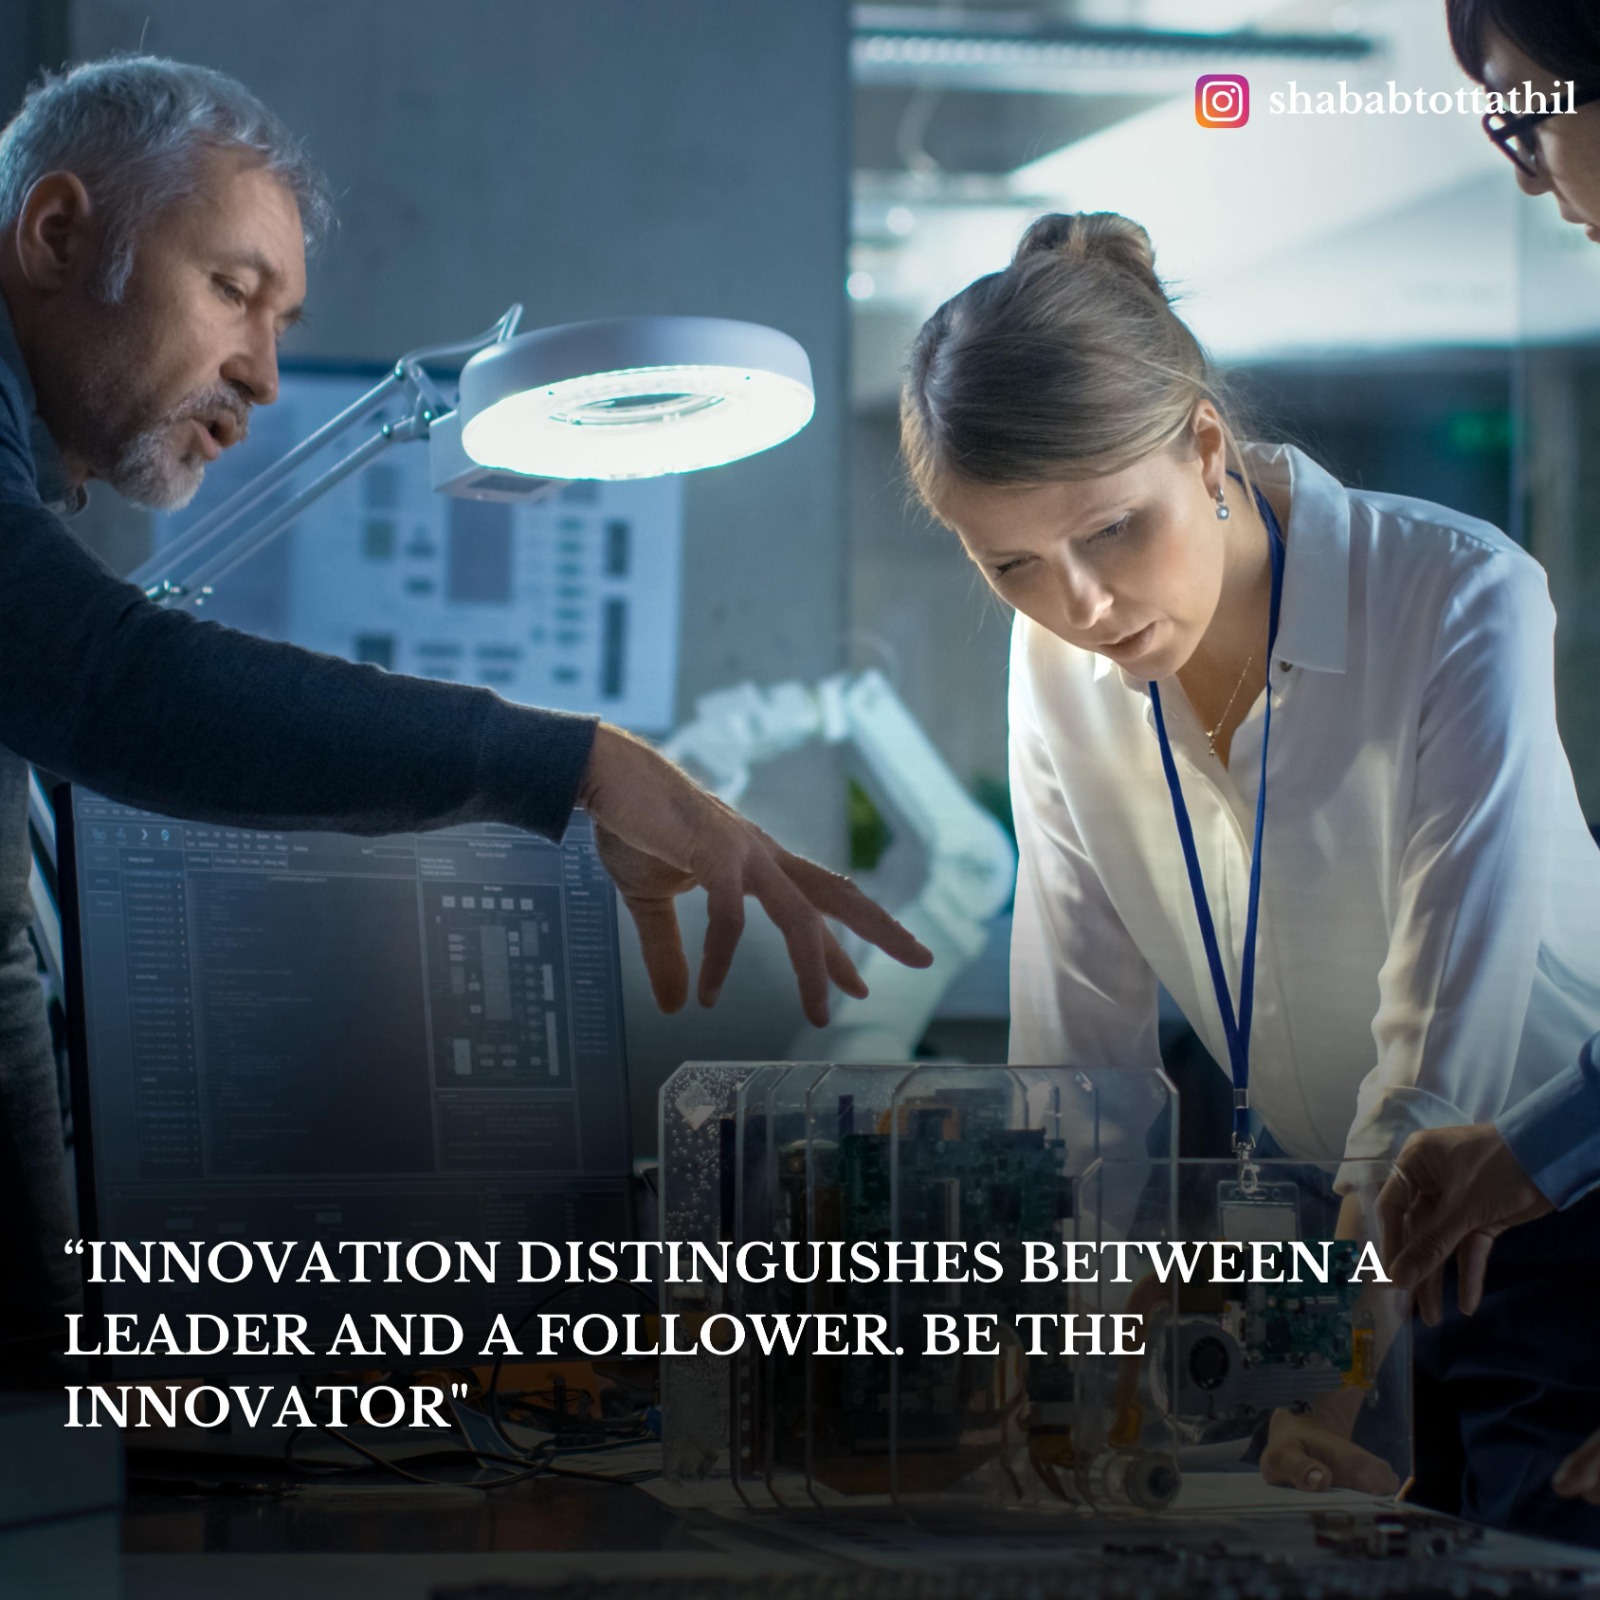 shababtottathil
“INNOVATION DISTINGUISHES BETWEEN A
LEADER AND A FOLLOWER. BE THE
INNOVATOR"